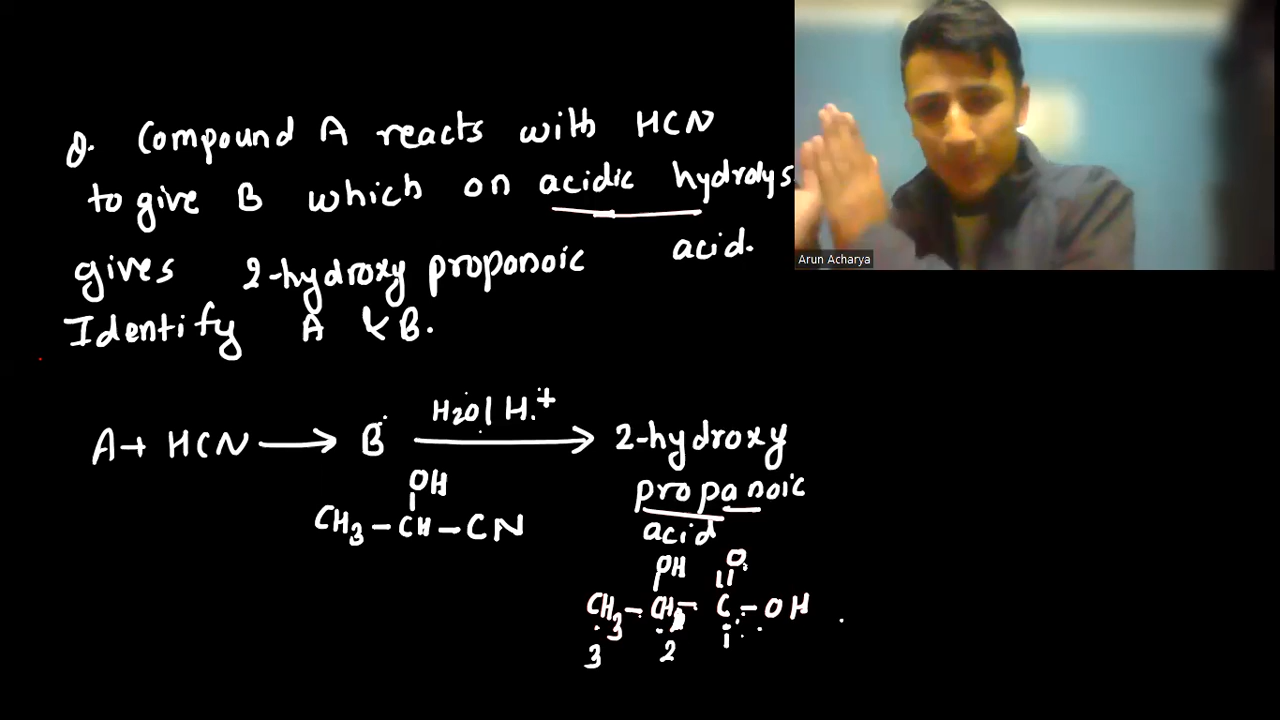 Q. Compound A reacts with HCN
to give B which on acidic hydrolys
gives 2-hydroxy propanoic acid.
Identify A & B.
A + HCN → B H2O/H.+ → 2-hydroxy
propanoic
acid
OH
CH3 – CH – CN
OH O
CH3 – CH – C – OH
3 2 1
Arun Acharya